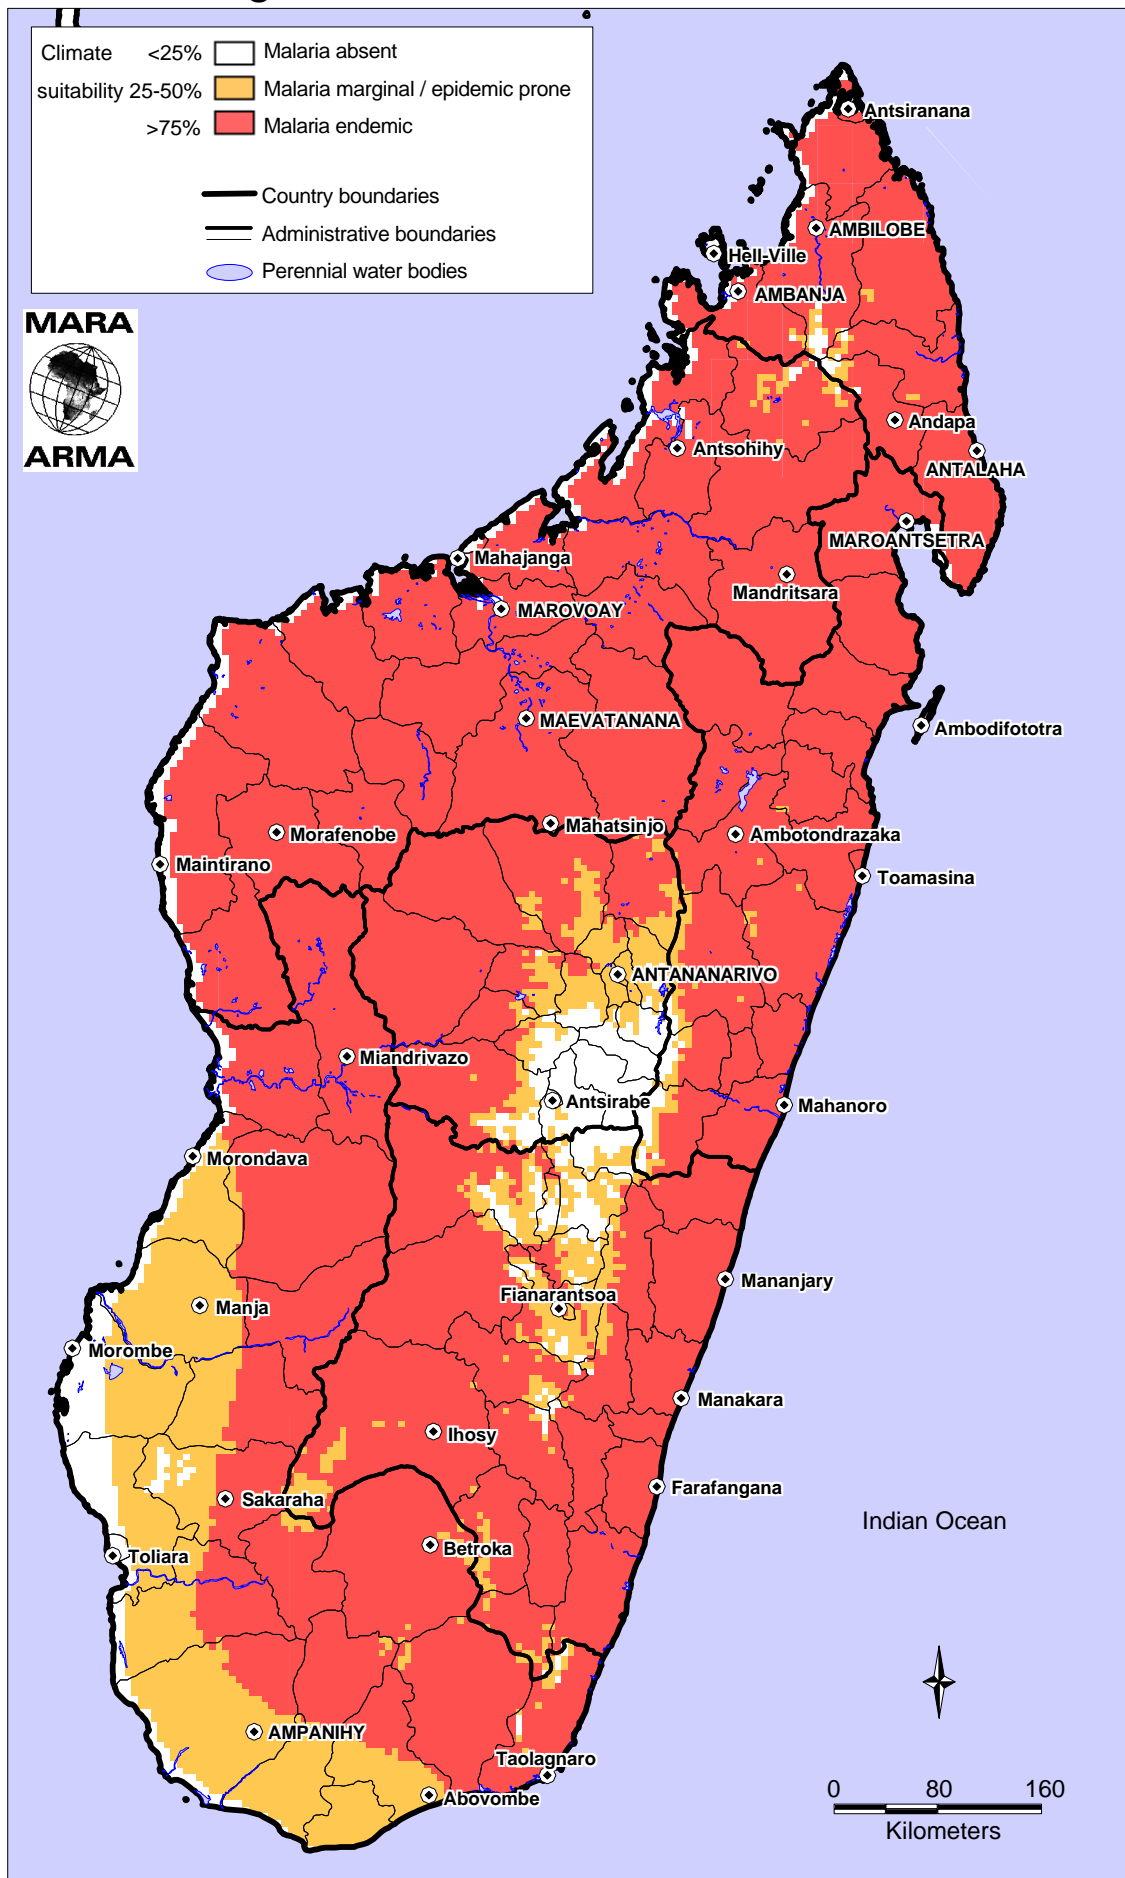 Climate <25% Malaria absent
suitability 25-50% Malaria marginal / epidemic prone
>75% Malaria endemic
Country boundaries
Administrative boundaries
Perennial water bodies
MARA
ARMA
Antsiranana
AMBILOBE
Hell-Ville
AMBANJA
Andapa
Antsohihy
ANTALAHA
MAROANTSETRA
Mahajanga
Mandritsara
MAROVOAY
MAEVATANANA
Ambodifototra
Mahatsinjo
Morafenobe
Ambotondrazaka
Maintirano
Toamasina
ANTANANARIVO
Miandrivazo
Antsirabe
Mahanoro
Morondava
Mananjary
Fianarantsoa
Manja
Morombe
Manakara
Ihosy
Farafangana
Sakaraha
Indian Ocean
Betroka
Toliara
AMPANIHY
Taolagnaro
Abovombe
0 80 160
Kilometers